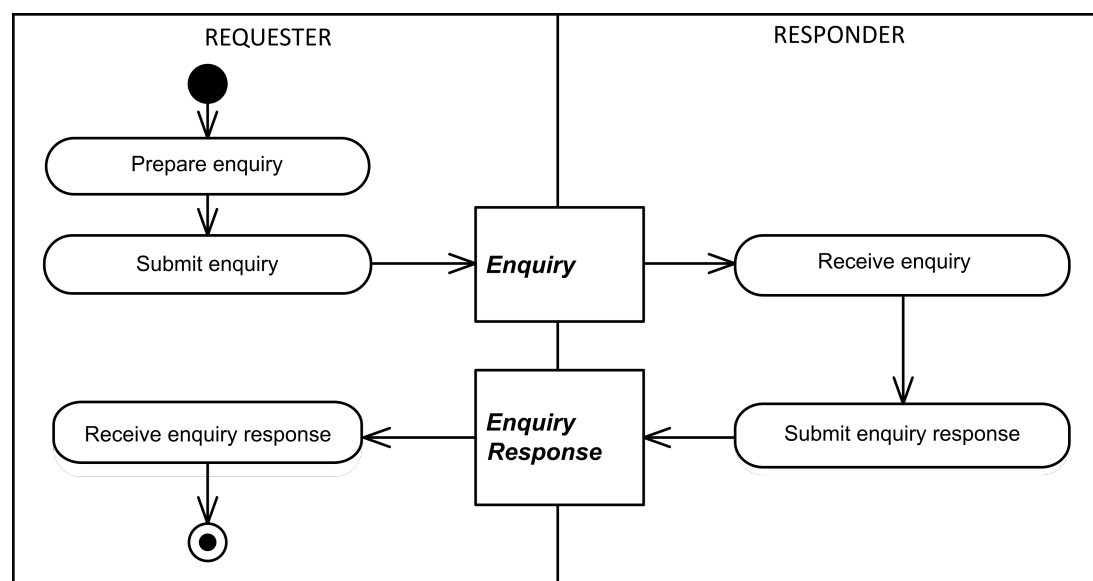 REQUESTER
RESPONDER
Prepare enquiry
Submit enquiry
Enquiry
Receive enquiry
Receive enquiry response
Enquiry
Response
Submit enquiry response